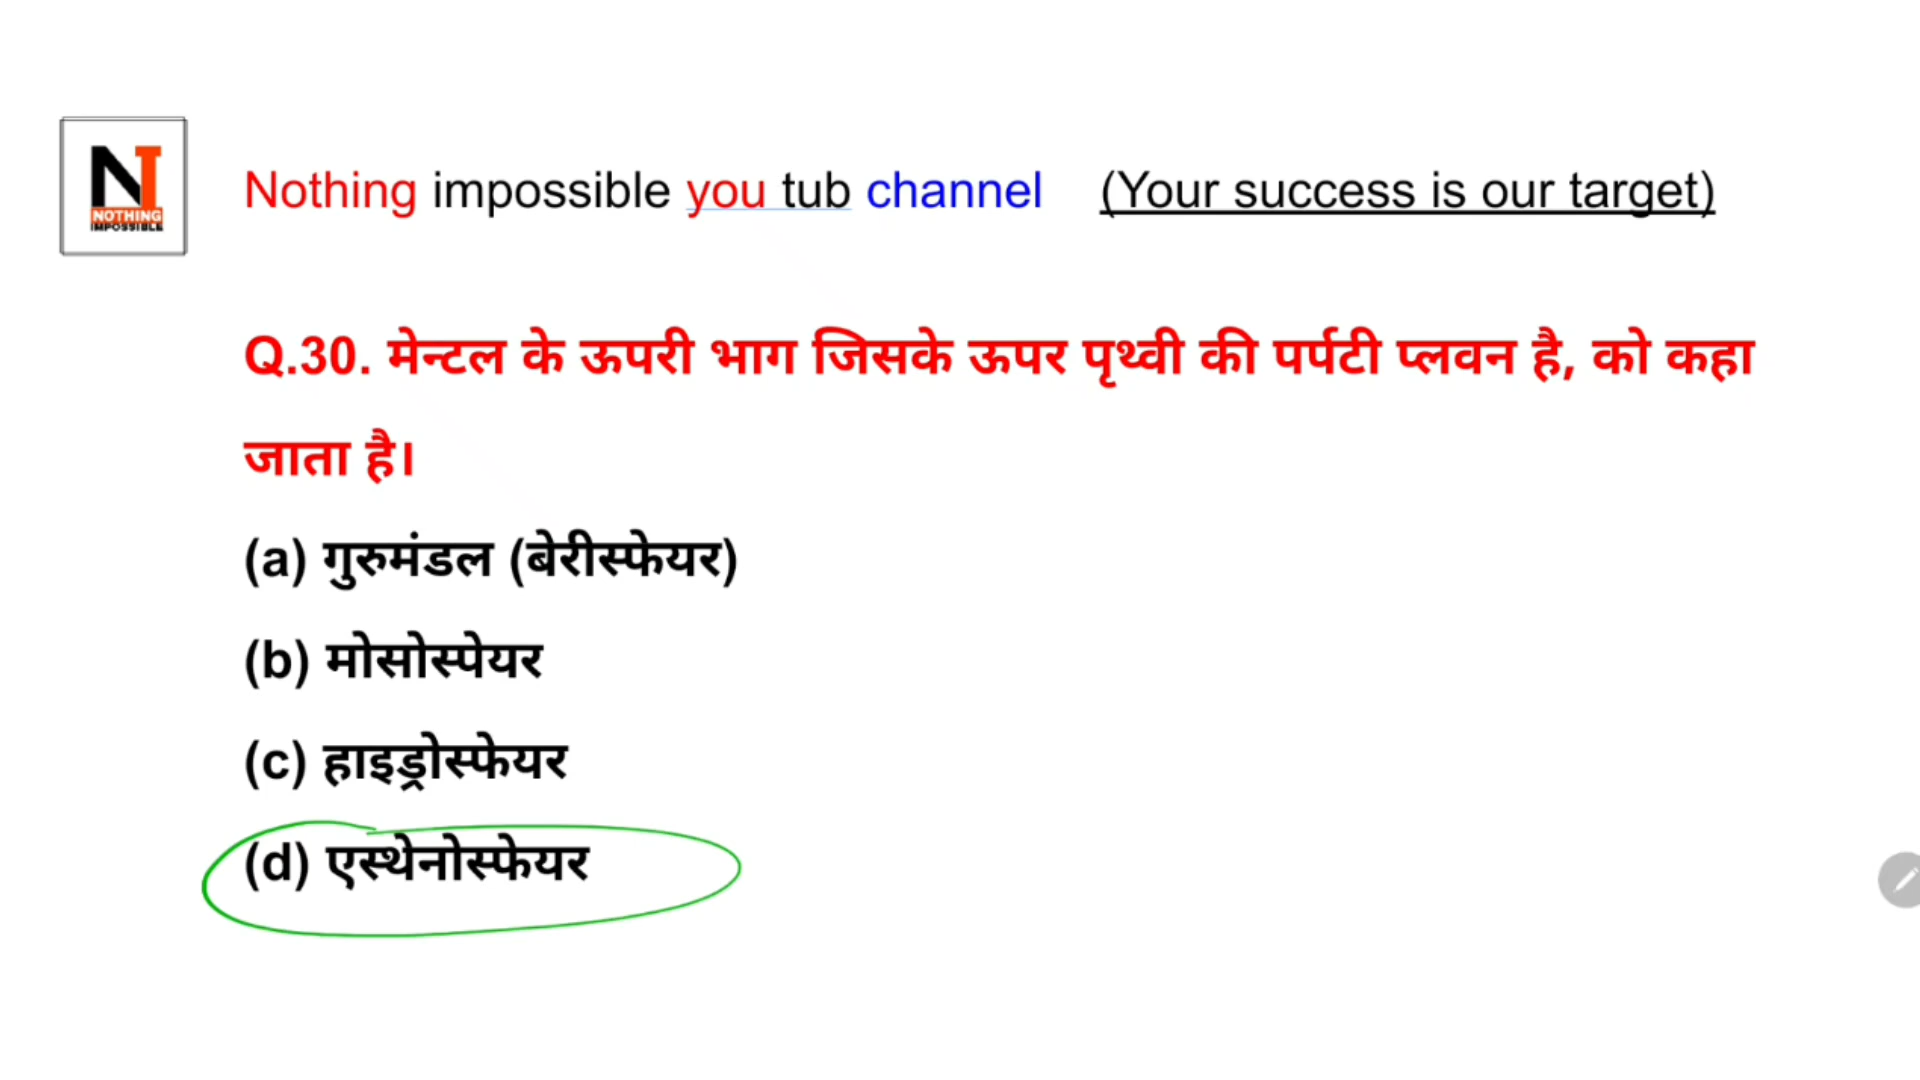 NI
NOTHING
IMPOSSIBLE
Nothing impossible you tub channel (Your success is our target)
Q.30. मेन्टल के ऊपरी भाग जिसके ऊपर पृथ्वी की पर्पटी प्लवन है, को कहा
जाता है।
(a) गुरुमंडल (बेरीस्फेयर)
(b) मोसोस्पेयर
(c) हाइड्रोस्फेयर
(d) एस्थेनोस्फेयर